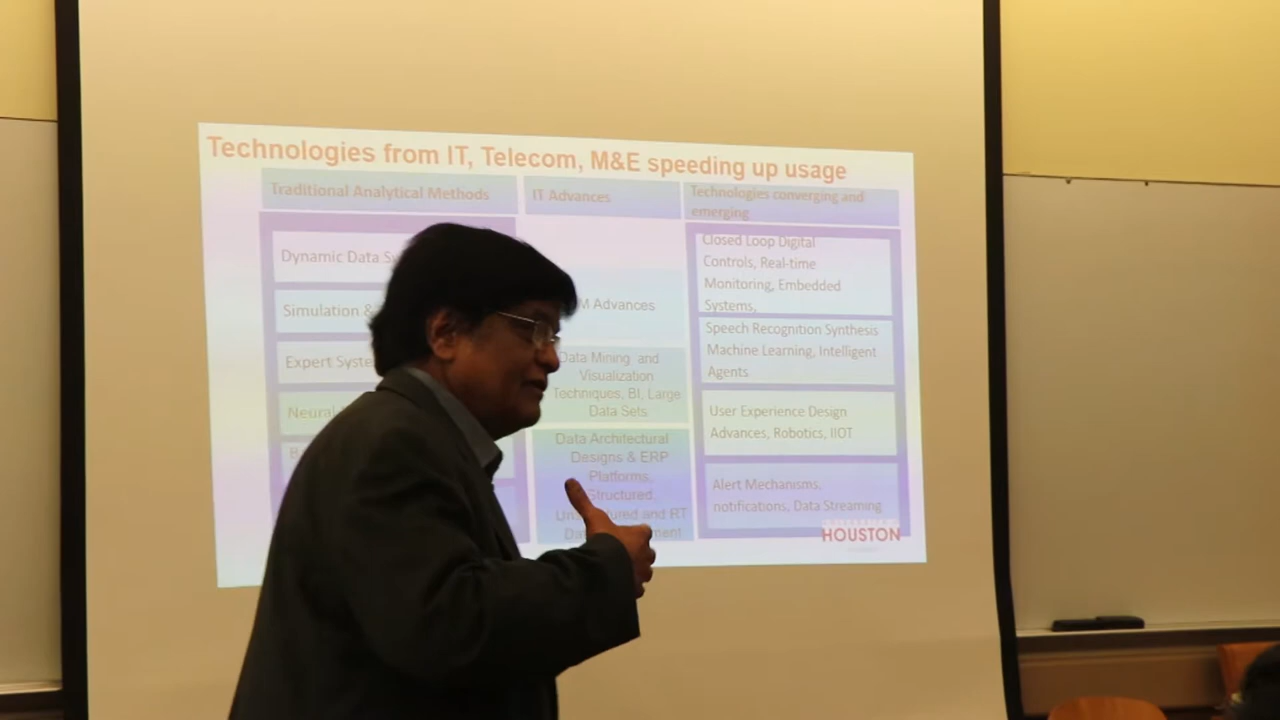 Technologies from IT, Telecom, M&E speeding up usage
Traditional Analytical Methods
Dynamic Data
Simulation &
Expert
Neural
IT Advances
Advances
Data Mining and
Visualization
Techniques, BI, Large
Data Sets
Data Architectural
Designs & ERP
Platforms,
Structured,
and RT
Technologies converging and
emerging
Closed Loop Digital
Controls, Real-time
Monitoring, Embedded
Systems,
Speech Recognition Synthesis
Machine Learning, Intelligent
Agents
User Experience Design
Advances, Robotics, IIOT
Alert Mechanisms,
notifications, Data Streaming
HOUSTON